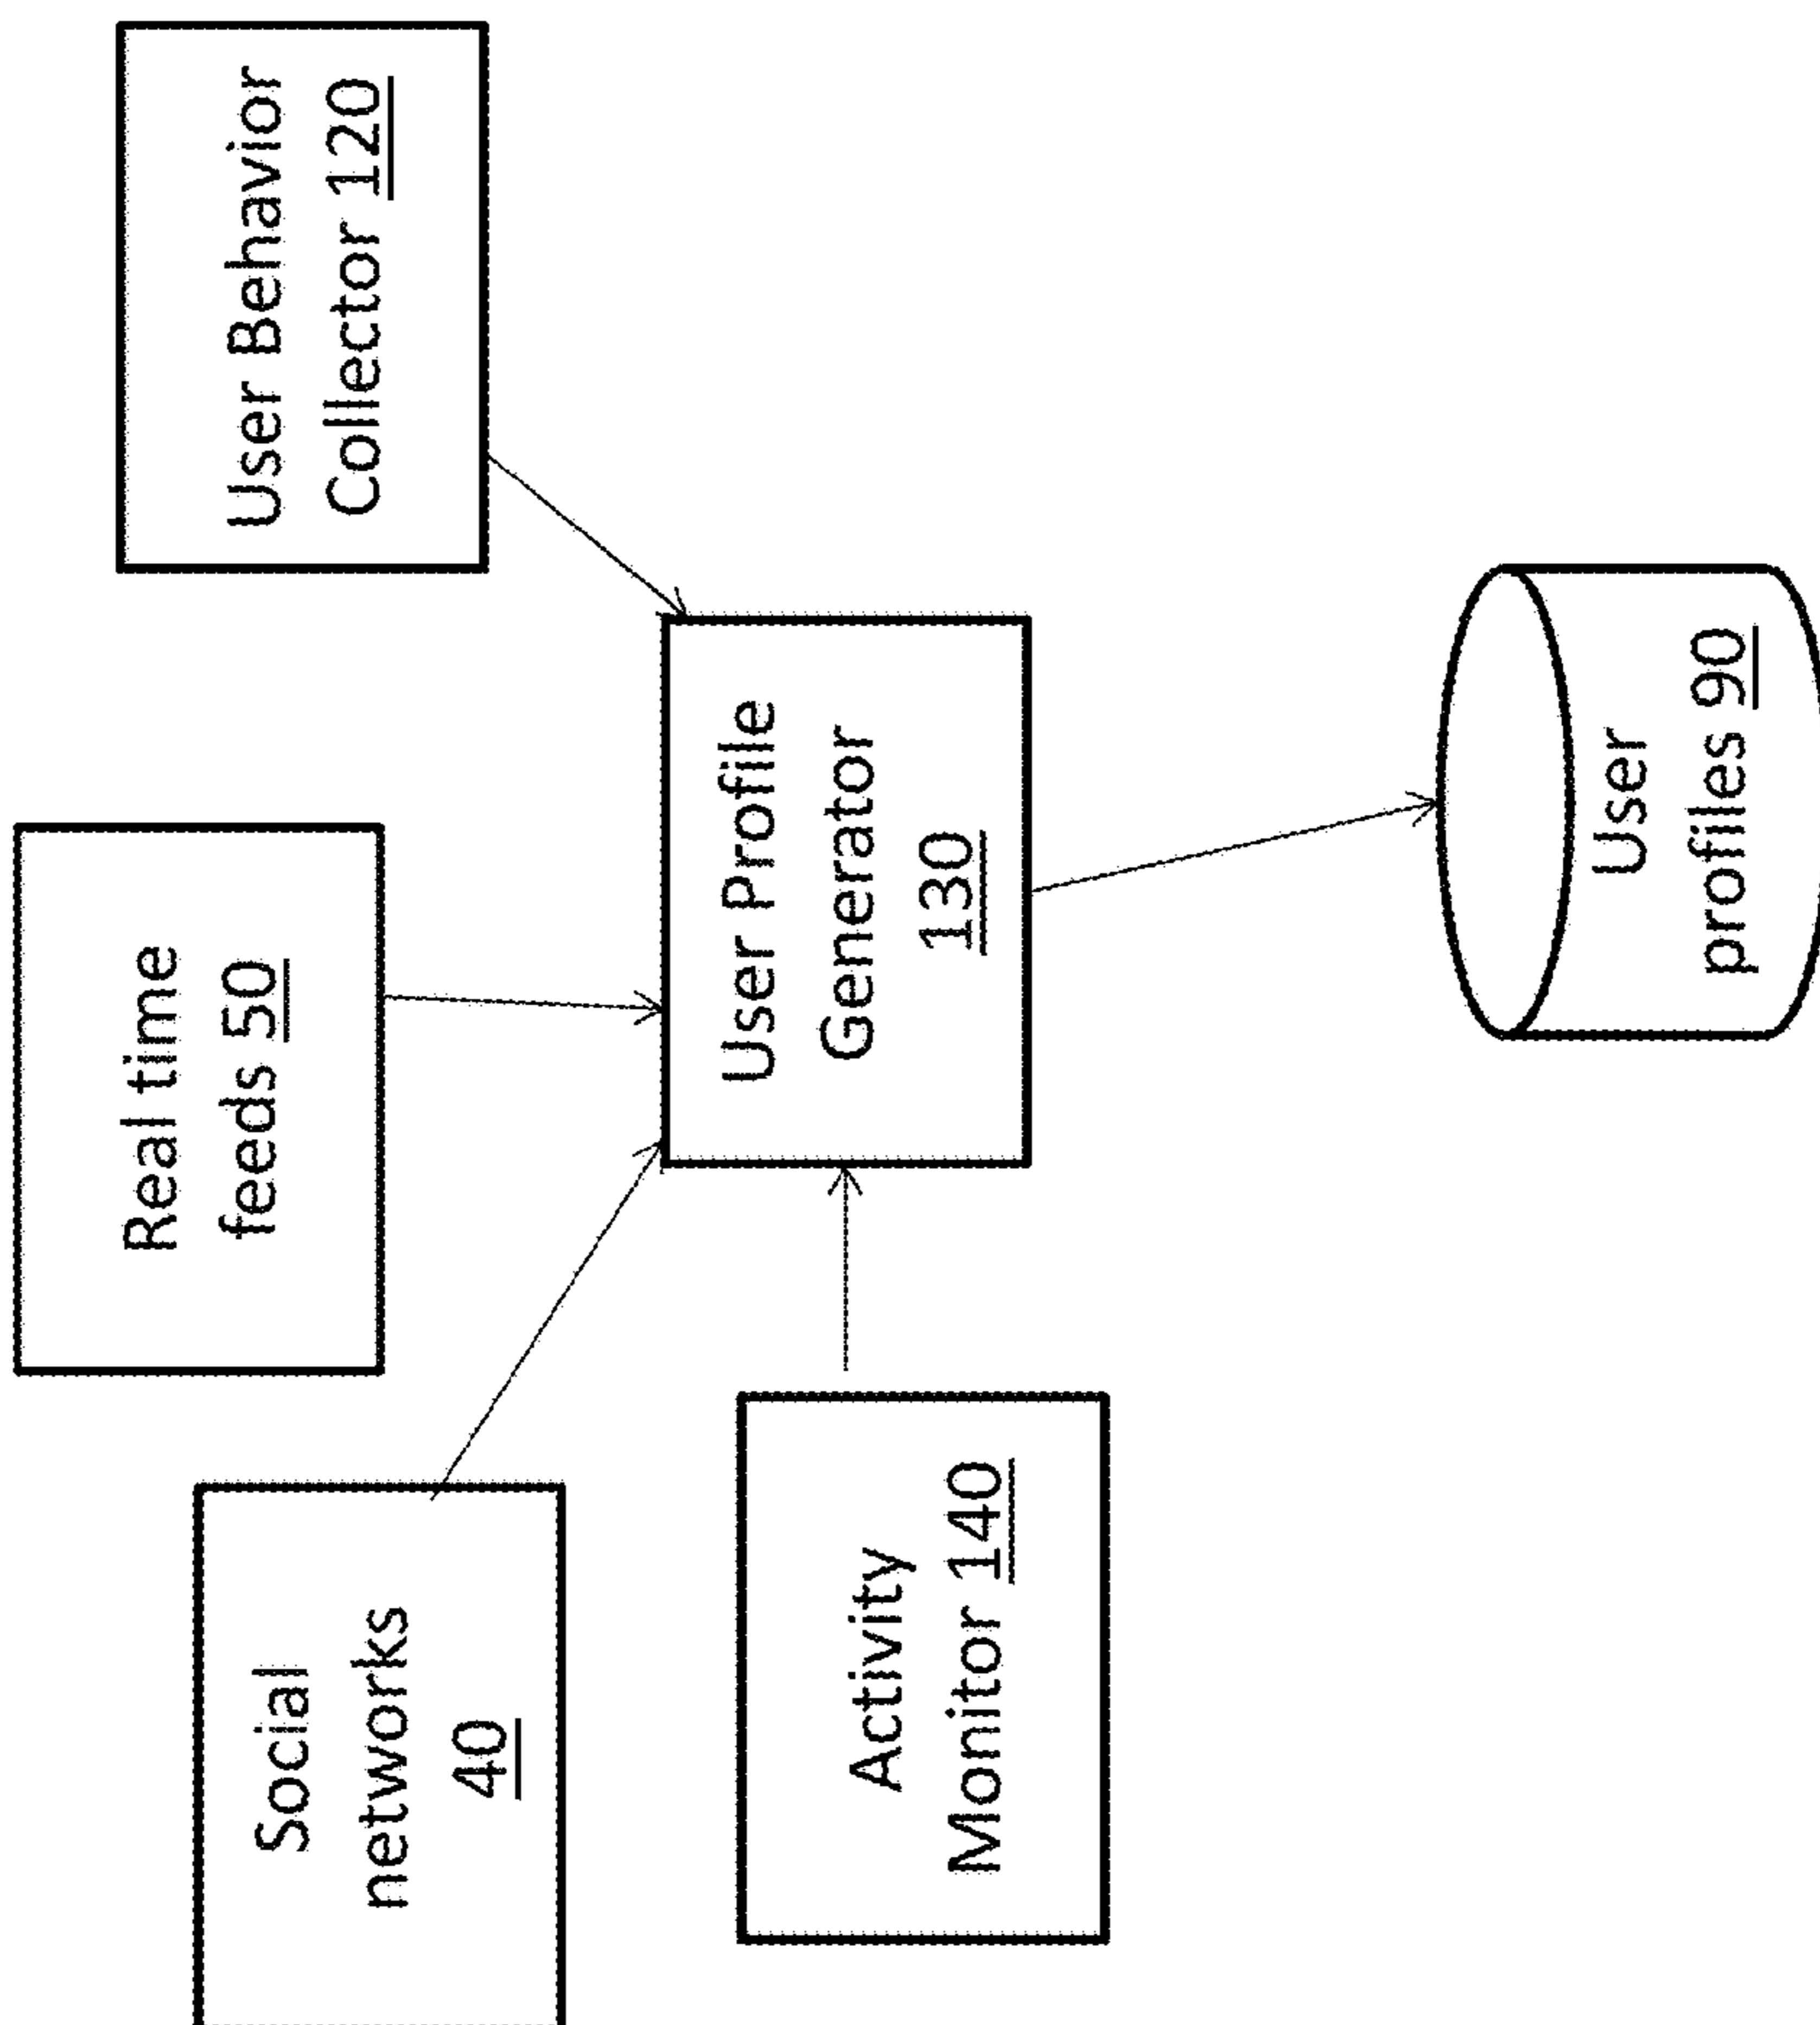 Social
networks
40
Real time
feeds 50
User Behavior
Collector 120
Activity
Monitor 140
User Profile
Generator
130
User
profiles 90